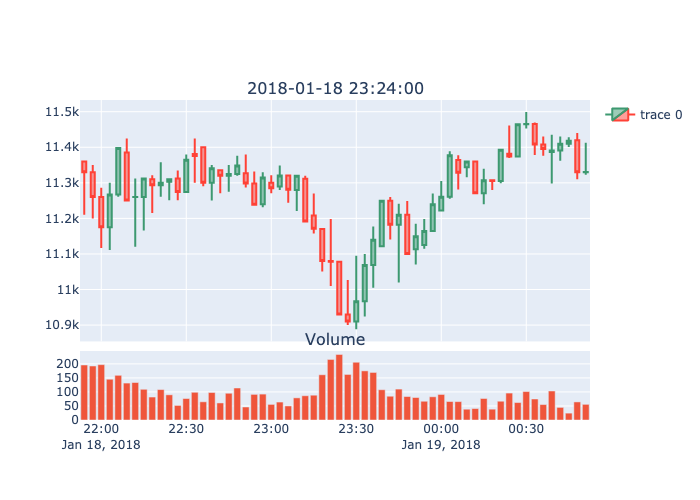 2018-01-18 23:24:00
11.5k
11.4k
11.3k
11.2k
11.1k
11k
10.9k
trace 0
Volume
200
150
100
50
0
22:00 22:30 23:00 23:30 00:00 00:30
Jan 18, 2018 Jan 19, 2018